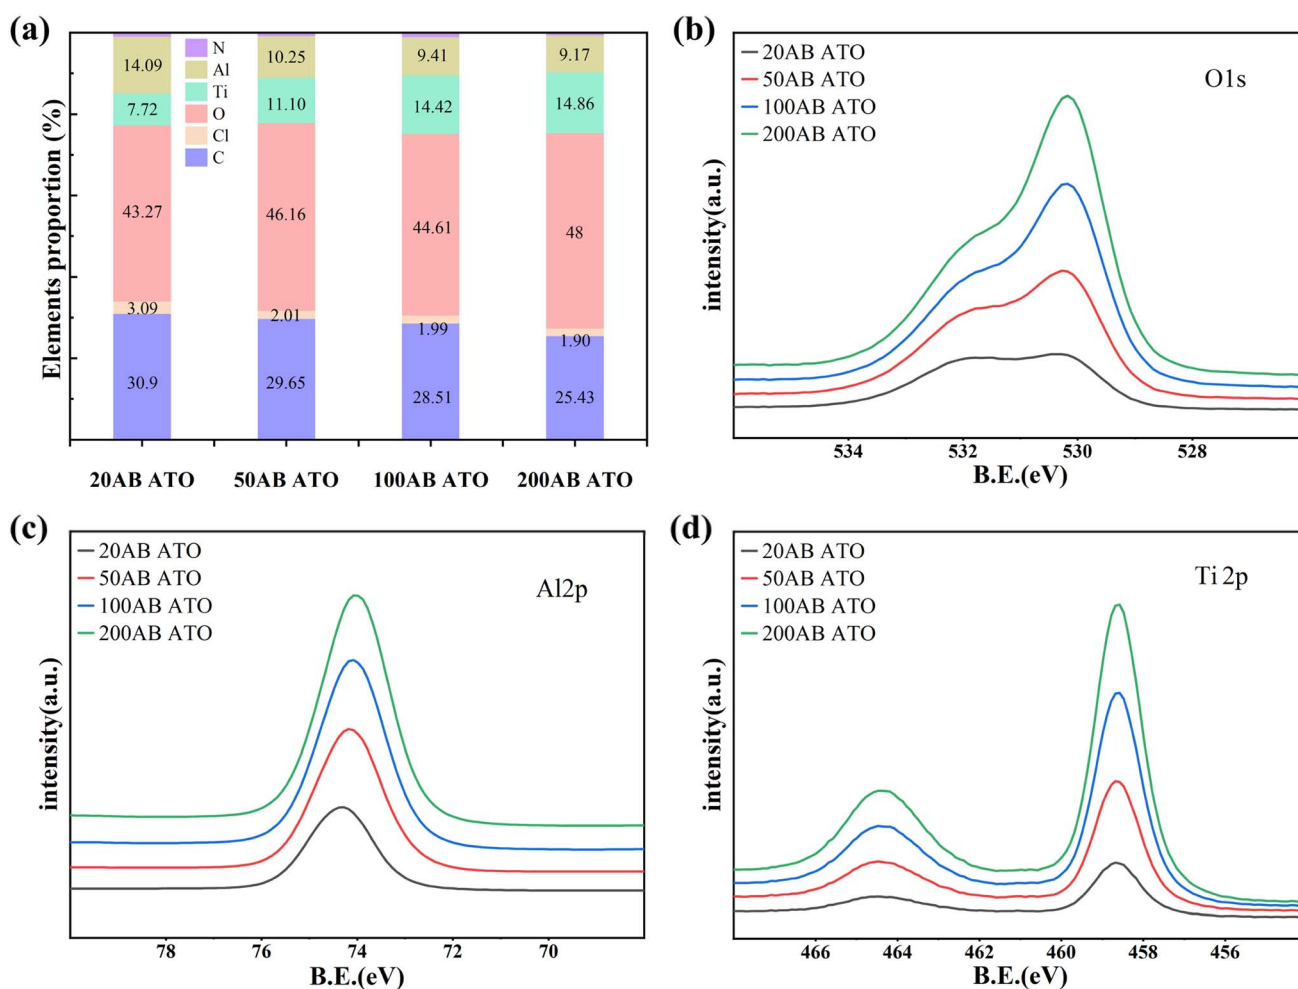 (a)
Elements proportion (%)
N
Al
Ti
O
Cl
C
14.09
7.72
43.27
3.09
30.9
10.25
11.10
46.16
2.01
29.65
9.41
14.42
44.61
1.99
28.51
9.17
14.86
48
1.90
25.43
20AB ATO
50AB ATO
100AB ATO
200AB ATO
(b)
intensity(a.u.)
20AB ATO
50AB ATO
100AB ATO
200AB ATO
O1s
534
532
530
528
B.E.(eV)
(c)
intensity(a.u.)
20AB ATO
50AB ATO
100AB ATO
200AB ATO
Al2p
78
76
74
72
70
B.E.(eV)
(d)
intensity(a.u.)
20AB ATO
50AB ATO
100AB ATO
200AB ATO
Ti 2p
466
464
462
460
458
456
B.E.(eV)